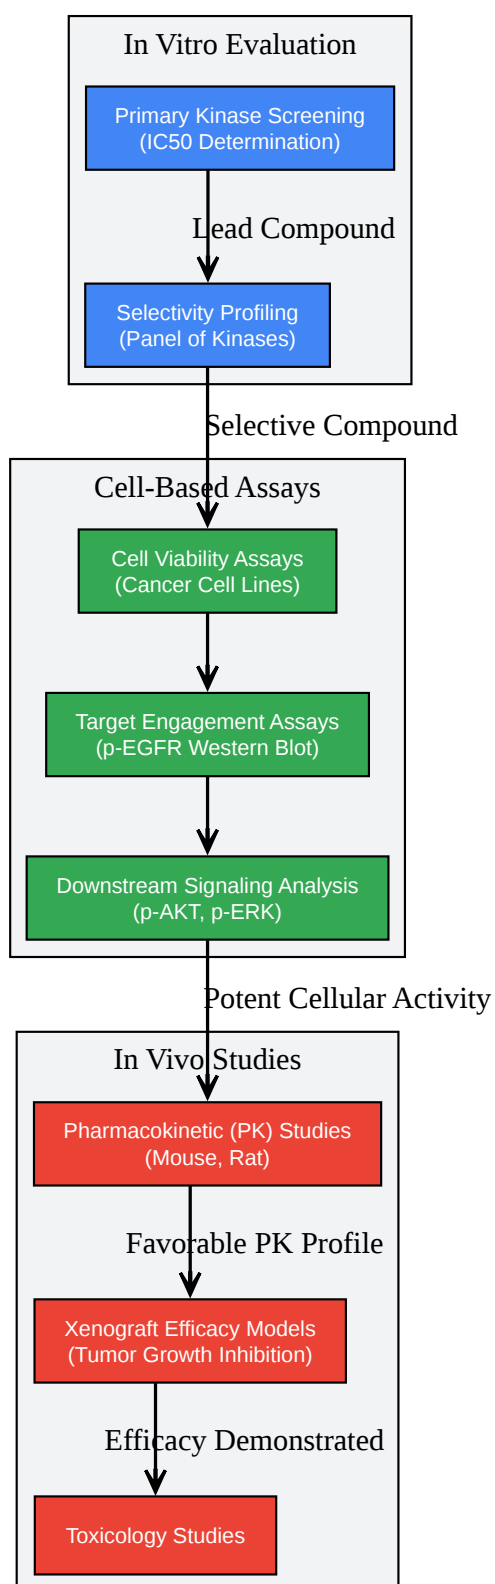 In Vitro Evaluation
Primary Kinase Screening
(IC50 Determination)
Lead Compound
Selectivity Profiling
(Panel of Kinases)
Selective Compound
Cell-Based Assays
Cell Viability Assays
(Cancer Cell Lines)
Target Engagement Assays
(p-EGFR Western Blot)
Downstream Signaling Analysis
(p-AKT, p-ERK)
Potent Cellular Activity
In Vivo Studies
Pharmacokinetic (PK) Studies
(Mouse, Rat)
Favorable PK Profile
Xenograft Efficacy Models
(Tumor Growth Inhibition)
Efficacy Demonstrated
Toxicology Studies